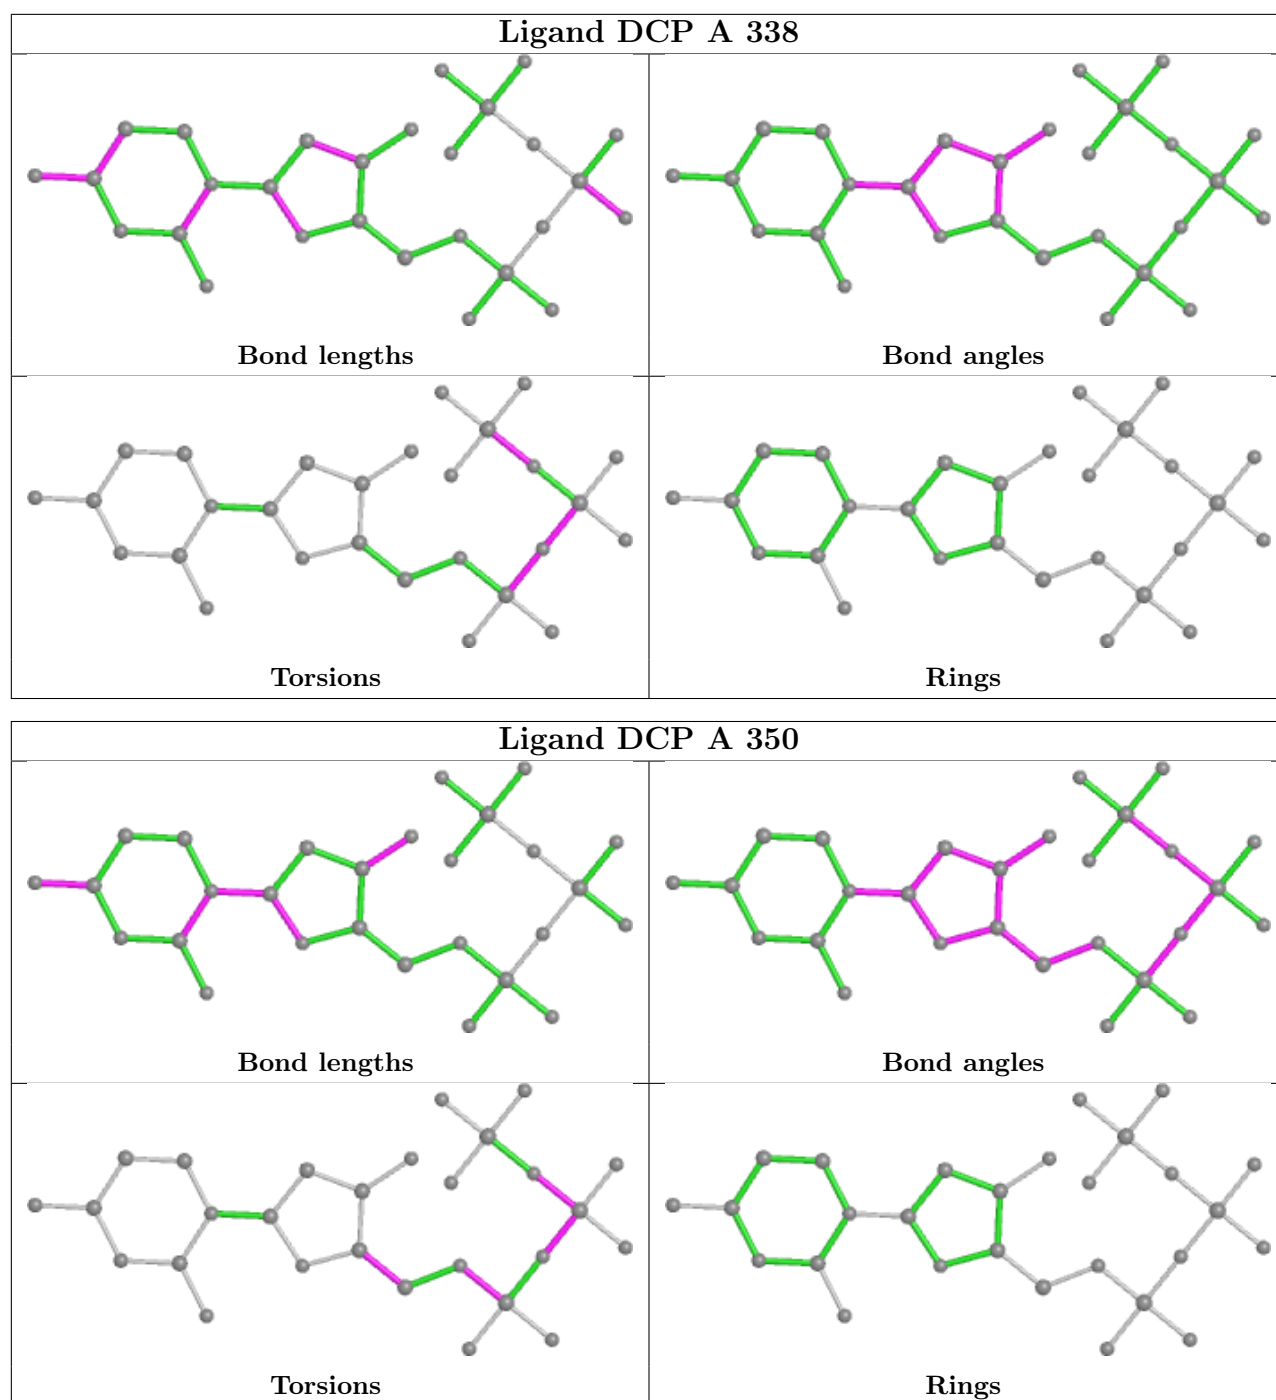 Ligand DCP A 338
Bond lengths
Bond angles
Torsions
Rings
Ligand DCP A 350
Bond lengths
Bond angles
Torsions
Rings